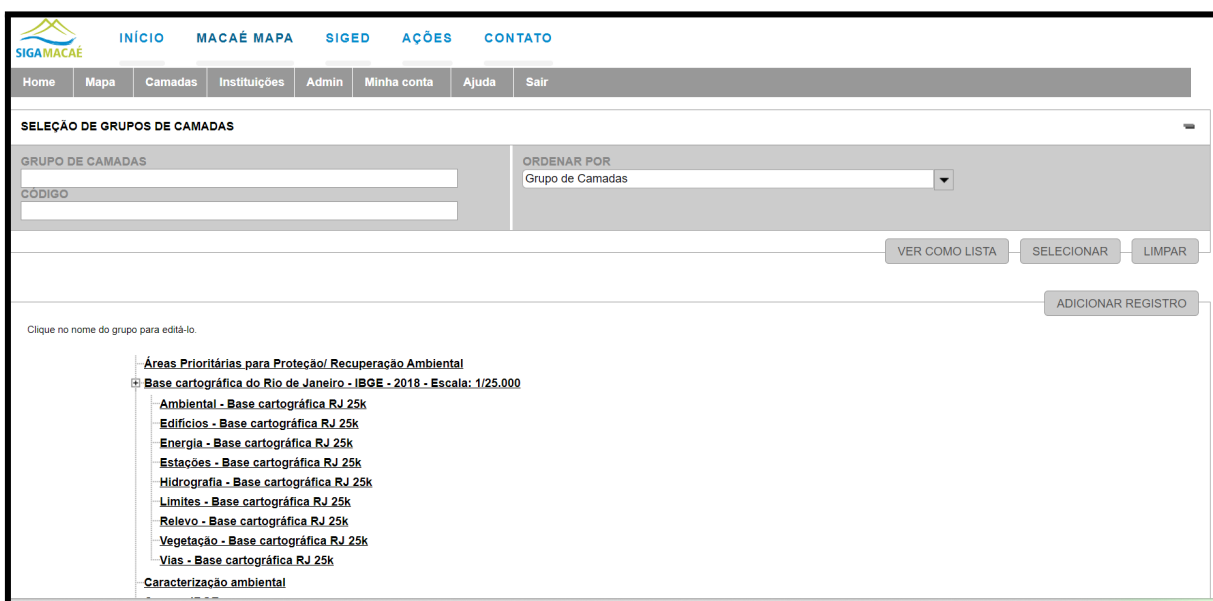 SIGAMACAÉ
INÍCIO MACAÉ MAPA SIGED AÇÕES CONTATO
Home Mapa Camadas Instituições Admin Minha conta Ajuda Sair
SELEÇÃO DE GRUPOS DE CAMADAS
GRUPO DE CAMADAS
CÓDIGO
ORDENAR POR
Grupo de Camadas
VER COMO LISTA SELECIONAR LIMPAR
ADICIONAR REGISTRO
Clique no nome do grupo para editá-lo.
Áreas Prioritárias para Proteção/ Recuperação Ambiental
Base cartográfica do Rio de Janeiro - IBGE - 2018 - Escala: 1/25.000
Ambiental - Base cartográfica RJ 25k
Edifícios - Base cartográfica RJ 25k
Energia - Base cartográfica RJ 25k
Estações - Base cartográfica RJ 25k
Hidrografia - Base cartográfica RJ 25k
Limites - Base cartográfica RJ 25k
Relevo - Base cartográfica RJ 25k
Vegetação - Base cartográfica RJ 25k
Vias - Base cartográfica RJ 25k
Caracterização ambiental